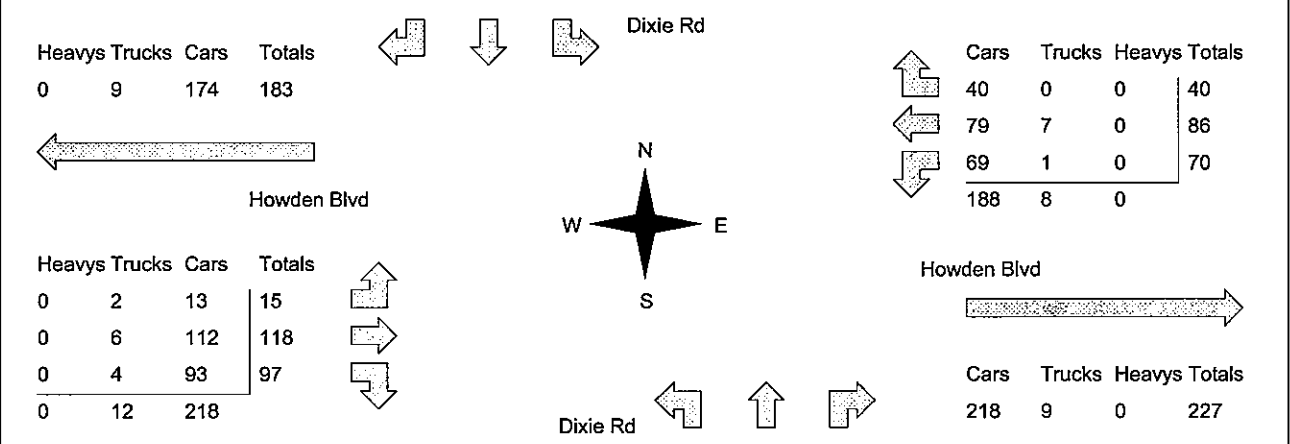 Dixie Rd
Heavys Trucks Cars Totals
0 9 174 183
Cars Trucks Heavys Totals
40 0 0 40
79 7 0 86
69 1 0 70
188 8 0
Howden Blvd
N
W E
S
Heavys Trucks Cars Totals
0 2 13 15
0 6 112 118
0 4 93 97
0 12 218
Howden Blvd
Cars Trucks Heavys Totals
218 9 0 227
Dixie Rd